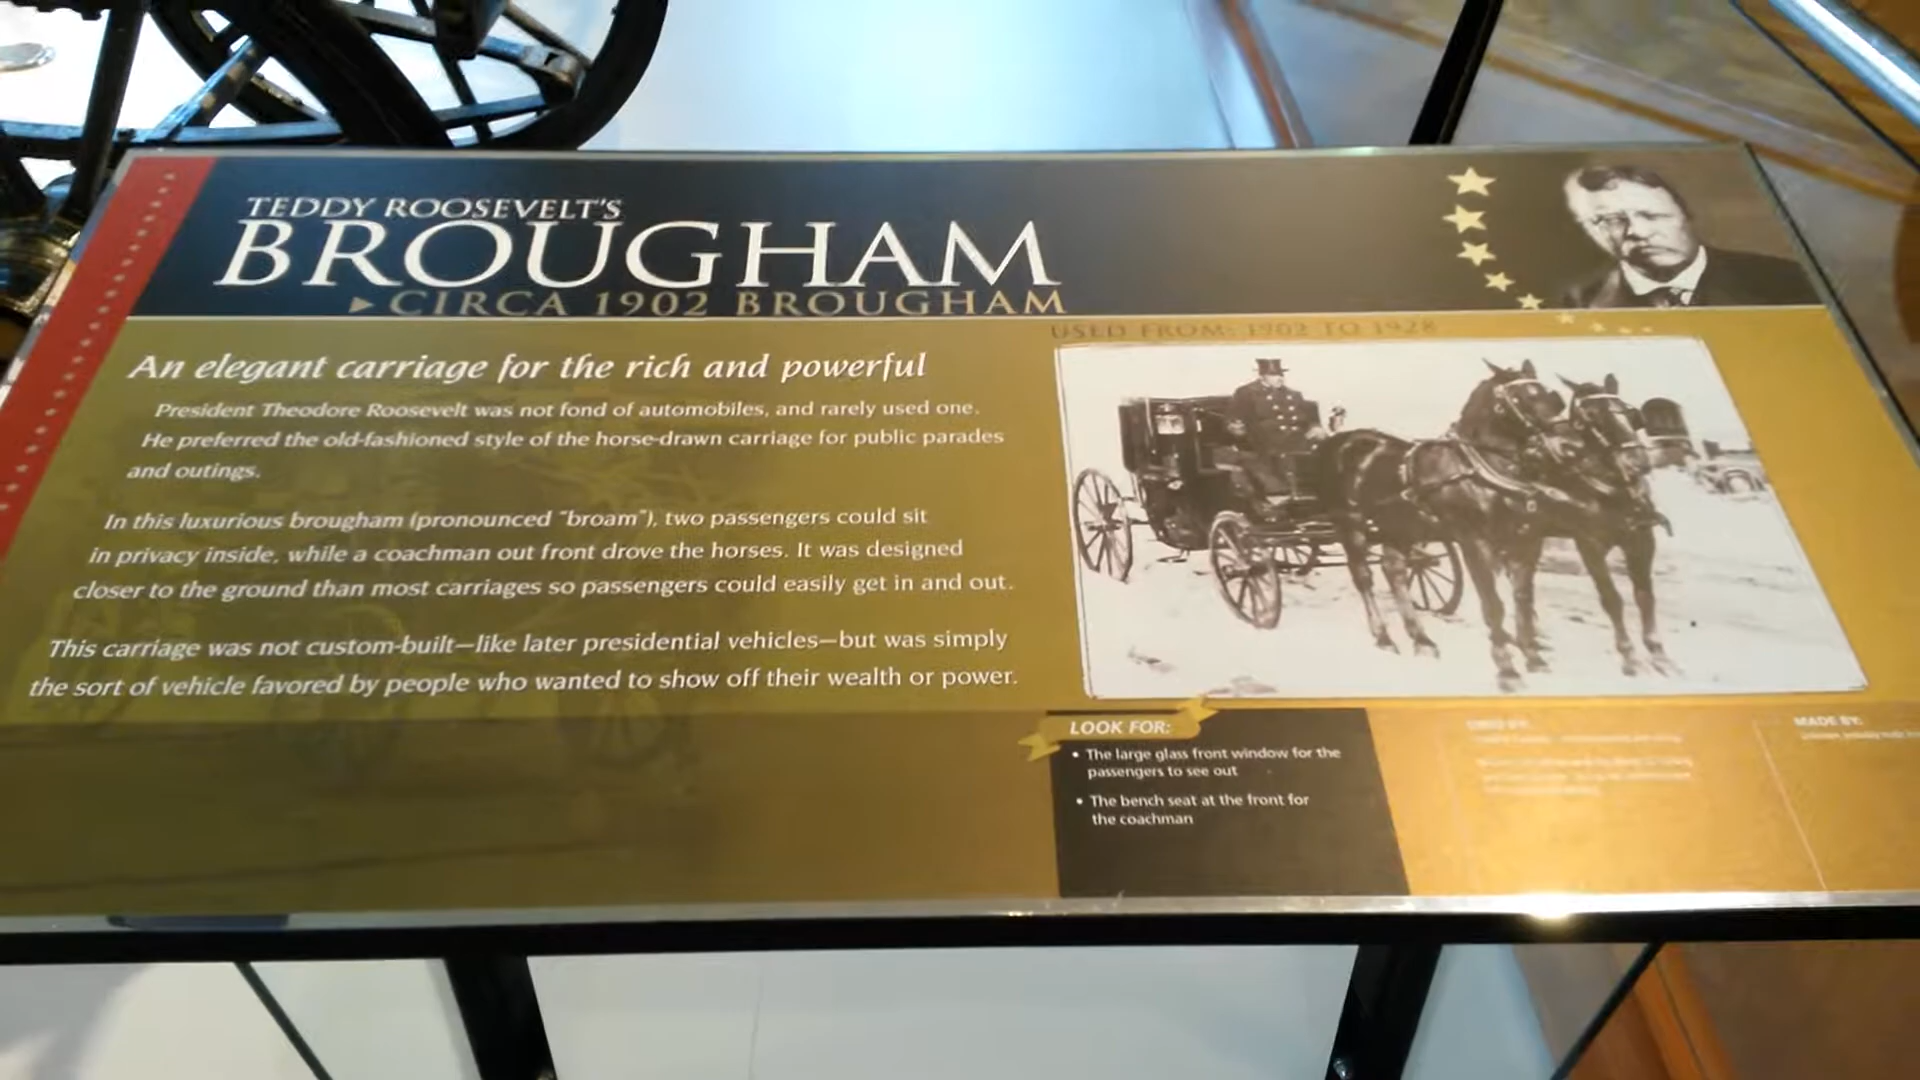 TEDDY ROOSEVELT'S
BROUGHAM
CIRCA 1902 BROUGHAM
USED FROM: 1902 TO 1928
An elegant carriage for the rich and powerful
President Theodore Roosevelt was not fond of automobiles, and rarely used one.
He preferred the old-fashioned style of the horse-drawn carriage for public parades
and outings.
In this luxurious brougham (pronounced "broam"), two passengers could sit
in privacy inside, while a coachman out front drove the horses. It was designed
closer to the ground than most carriages so passengers could easily get in and out.
This carriage was not custom-built—like later presidential vehicles—but was simply
the sort of vehicle favored by people who wanted to show off their wealth or power.
LOOK FOR:
• The large glass front window for the
passengers to see out
• The bench seat at the front for
the coachman
MADE BY: